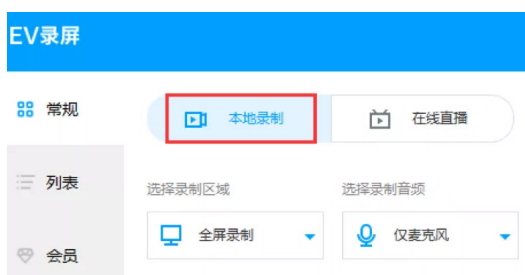 EV录屏
常规
本地录制
在线直播
列表
选择录制区域
选择录制音频
全屏录制
仅麦克风
会员